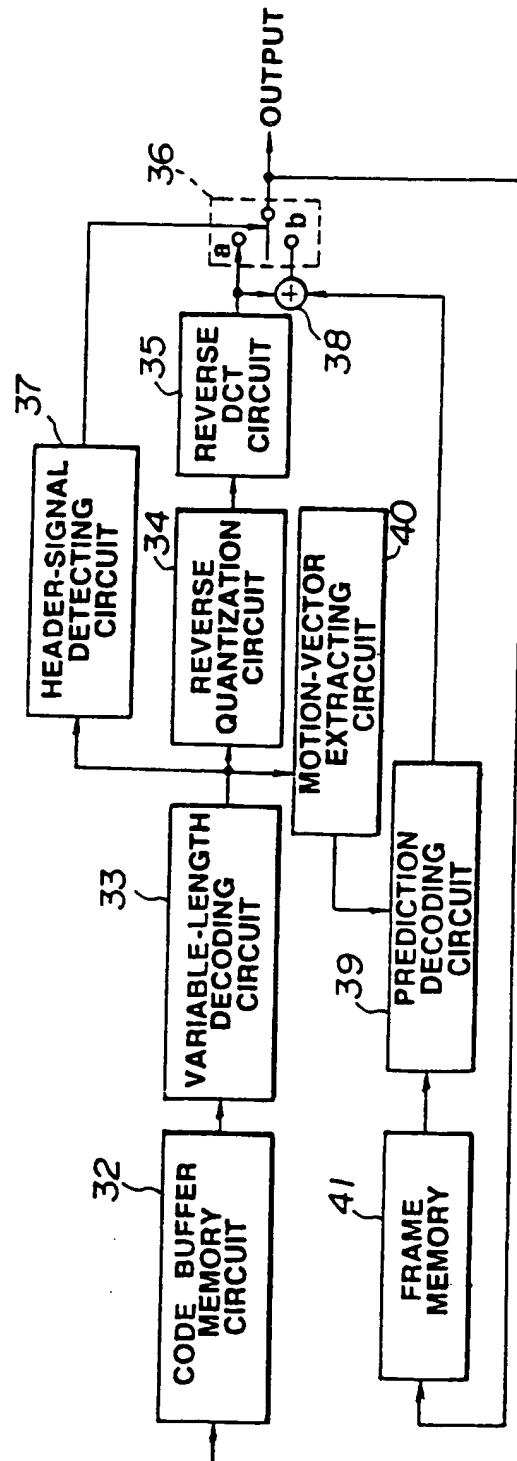 32
CODE BUFFER
MEMORY
CIRCUIT
33
VARIABLE-LENGTH
DECODING
CIRCUIT
34
REVERSE
QUANTIZATION
CIRCUIT
35
REVERSE
DCT
CIRCUIT
36
a
b
OUTPUT
37
HEADER-SIGNAL
DETECTING
CIRCUIT
+
38
40
MOTION-VECTOR
EXTRACTING
CIRCUIT
39
PREDICTION
DECODING
CIRCUIT
41
FRAME
MEMORY